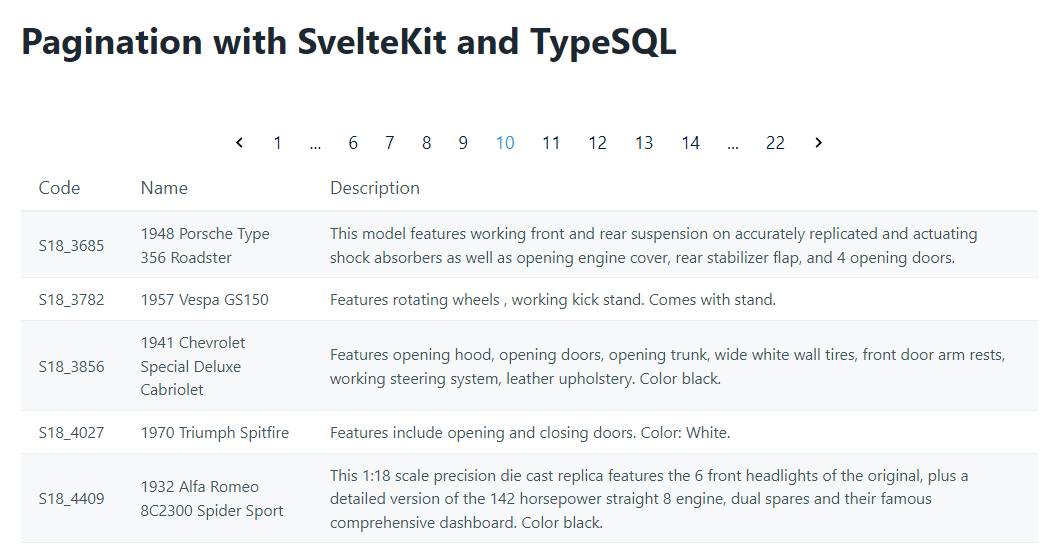 Pagination with SvelteKit and TypeSQL
1 ... 6 7 8 9 10 11 12 13 14 ... 22
Code Name Description
S18_3685 1948 Porsche Type 356 Roadster This model features working front and rear suspension on accurately replicated and actuating shock absorbers as well as opening engine cover, rear stabilizer flap, and 4 opening doors.
S18_3782 1957 Vespa GS150 Features rotating wheels , working kick stand. Comes with stand.
S18_3856 1941 Chevrolet Special Deluxe Cabriolet Features opening hood, opening doors, opening trunk, wide white wall tires, front door arm rests, working steering system, leather upholstery. Color black.
S18_4027 1970 Triumph Spitfire Features include opening and closing doors. Color: White.
S18_4409 1932 Alfa Romeo 8C2300 Spider Sport This 1:18 scale precision die cast replica features the 6 front headlights of the original, plus a detailed version of the 142 horsepower straight 8 engine, dual spares and their famous comprehensive dashboard. Color black.